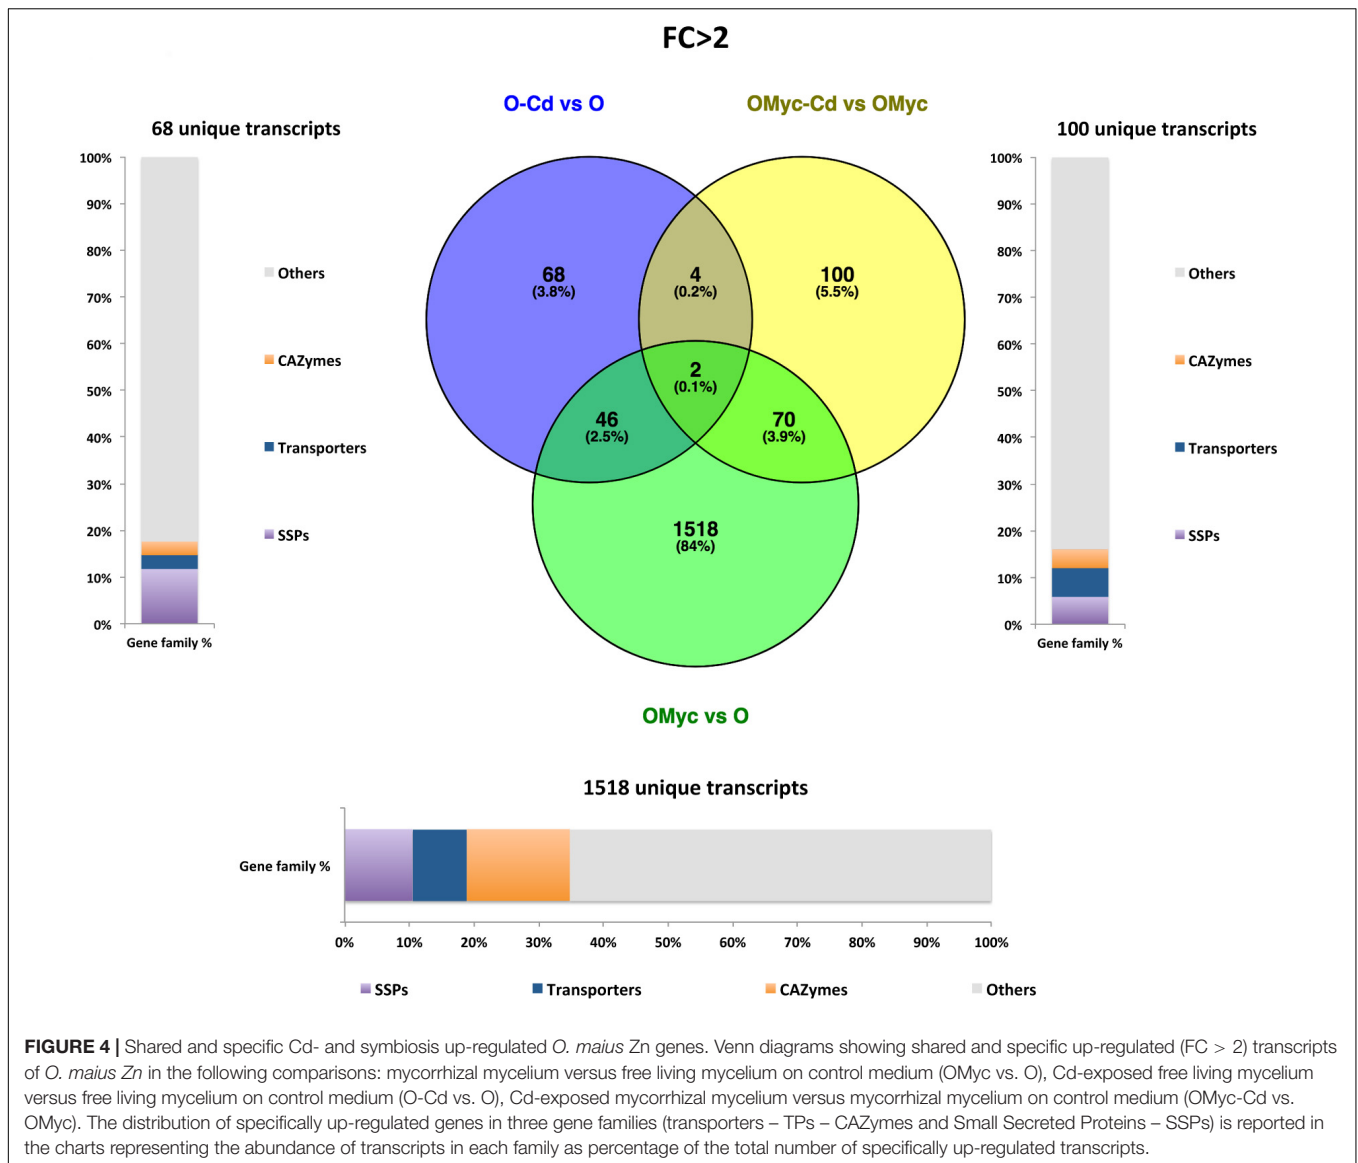 FC>2
O-Cd vs O
OMyc-Cd vs OMyc
68 unique transcripts
100%
90%
80%
70%
60%
50%
40%
30%
20%
10%
0%
Gene family %
Others
CAZymes
Transporters
SSPs
68
(3.8%)
4
(0.2%)
100
(5.5%)
2
(0.1%)
46
(2.5%)
70
(3.9%)
1518
(84%)
OMyc vs O
100 unique transcripts
100%
90%
80%
70%
60%
50%
40%
30%
20%
10%
0%
Gene family %
Others
CAZymes
Transporters
SSPs
1518 unique transcripts
Gene family %
0% 10% 20% 30% 40% 50% 60% 70% 80% 90% 100%
SSPs Transporters CAZymes Others
FIGURE 4 | Shared and specific Cd- and symbiosis up-regulated O. maius Zn genes. Venn diagrams showing shared and specific up-regulated (FC > 2) transcripts
of O. maius Zn in the following comparisons: mycorrhizal mycelium versus free living mycelium on control medium (OMyc vs. O), Cd-exposed free living mycelium
versus free living mycelium on control medium (O-Cd vs. O), Cd-exposed mycorrhizal mycelium versus mycorrhizal mycelium on control medium (OMyc-Cd vs.
OMyc). The distribution of specifically up-regulated genes in three gene families (transporters – TPs – CAZymes and Small Secreted Proteins – SSPs) is reported in
the charts representing the abundance of transcripts in each family as percentage of the total number of specifically up-regulated transcripts.